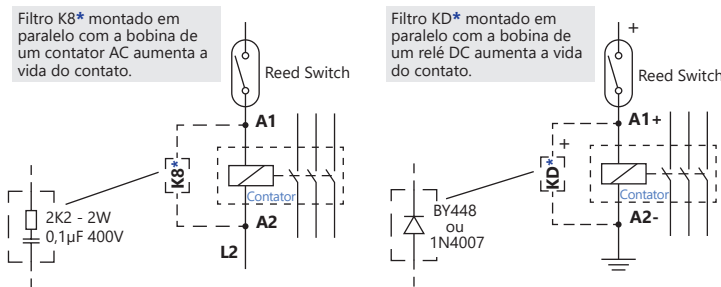 Filtro K8* montado em
paralelo com a bobina de
um contator AC aumenta a
vida do contato.
Reed Switch
A1
K8*
Contator
2K2 - 2W
0,1µF 400V
A2
L2
Filtro KD* montado em
paralelo com a bobina de
um relé DC aumenta a vida
do contato.
+
Reed Switch
A1+
+
KD*
Contator
BY448
ou
1N4007
A2-